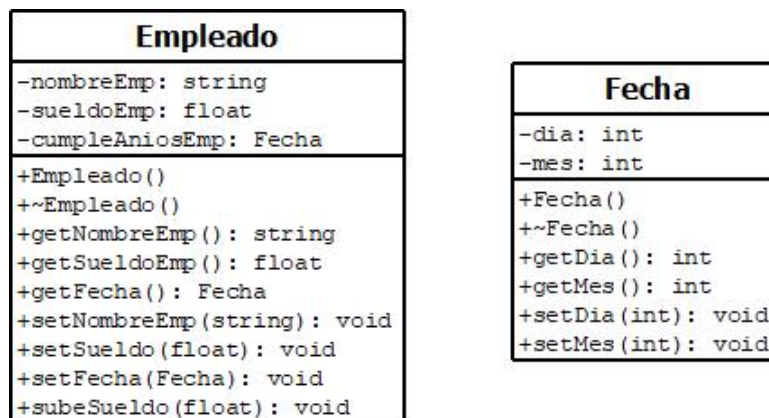 Empleado
-nombreEmp: string
-sueldoEmp: float
-cumpleAniosEmp: Fecha
+Empleado()
+~Empleado()
+getNombreEmp(): string
+getSueldoEmp(): float
+getFecha(): Fecha
+setNombreEmp(string): void
+setSueldo(float): void
+setFecha(Fecha): void
+subeSueldo(float): void
Fecha
-dia: int
-mes: int
+Fecha()
+~Fecha()
+getDia(): int
+getMes(): int
+setDia(int): void
+setMes(int): void